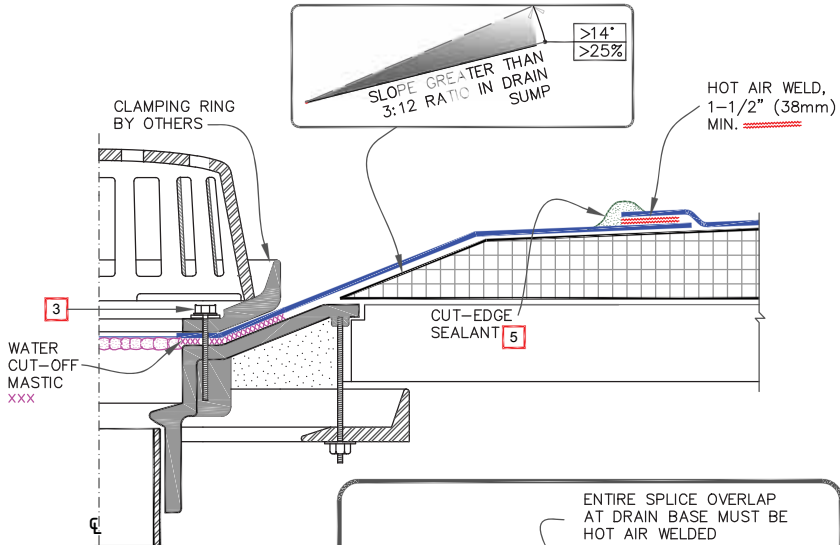 >14°
>25%
SLOPE GREATER THAN
3:12 RATIO IN DRAIN
SUMP
HOT AIR WELD,
1-1/2" (38mm)
MIN.
CLAMPING RING
BY OTHERS
3
CUT-EDGE
SEALANT 5
WATER
CUT-OFF
MASTIC
XXX
CL
ENTIRE SPLICE OVERLAP
AT DRAIN BASE MUST BE
HOT AIR WELDED